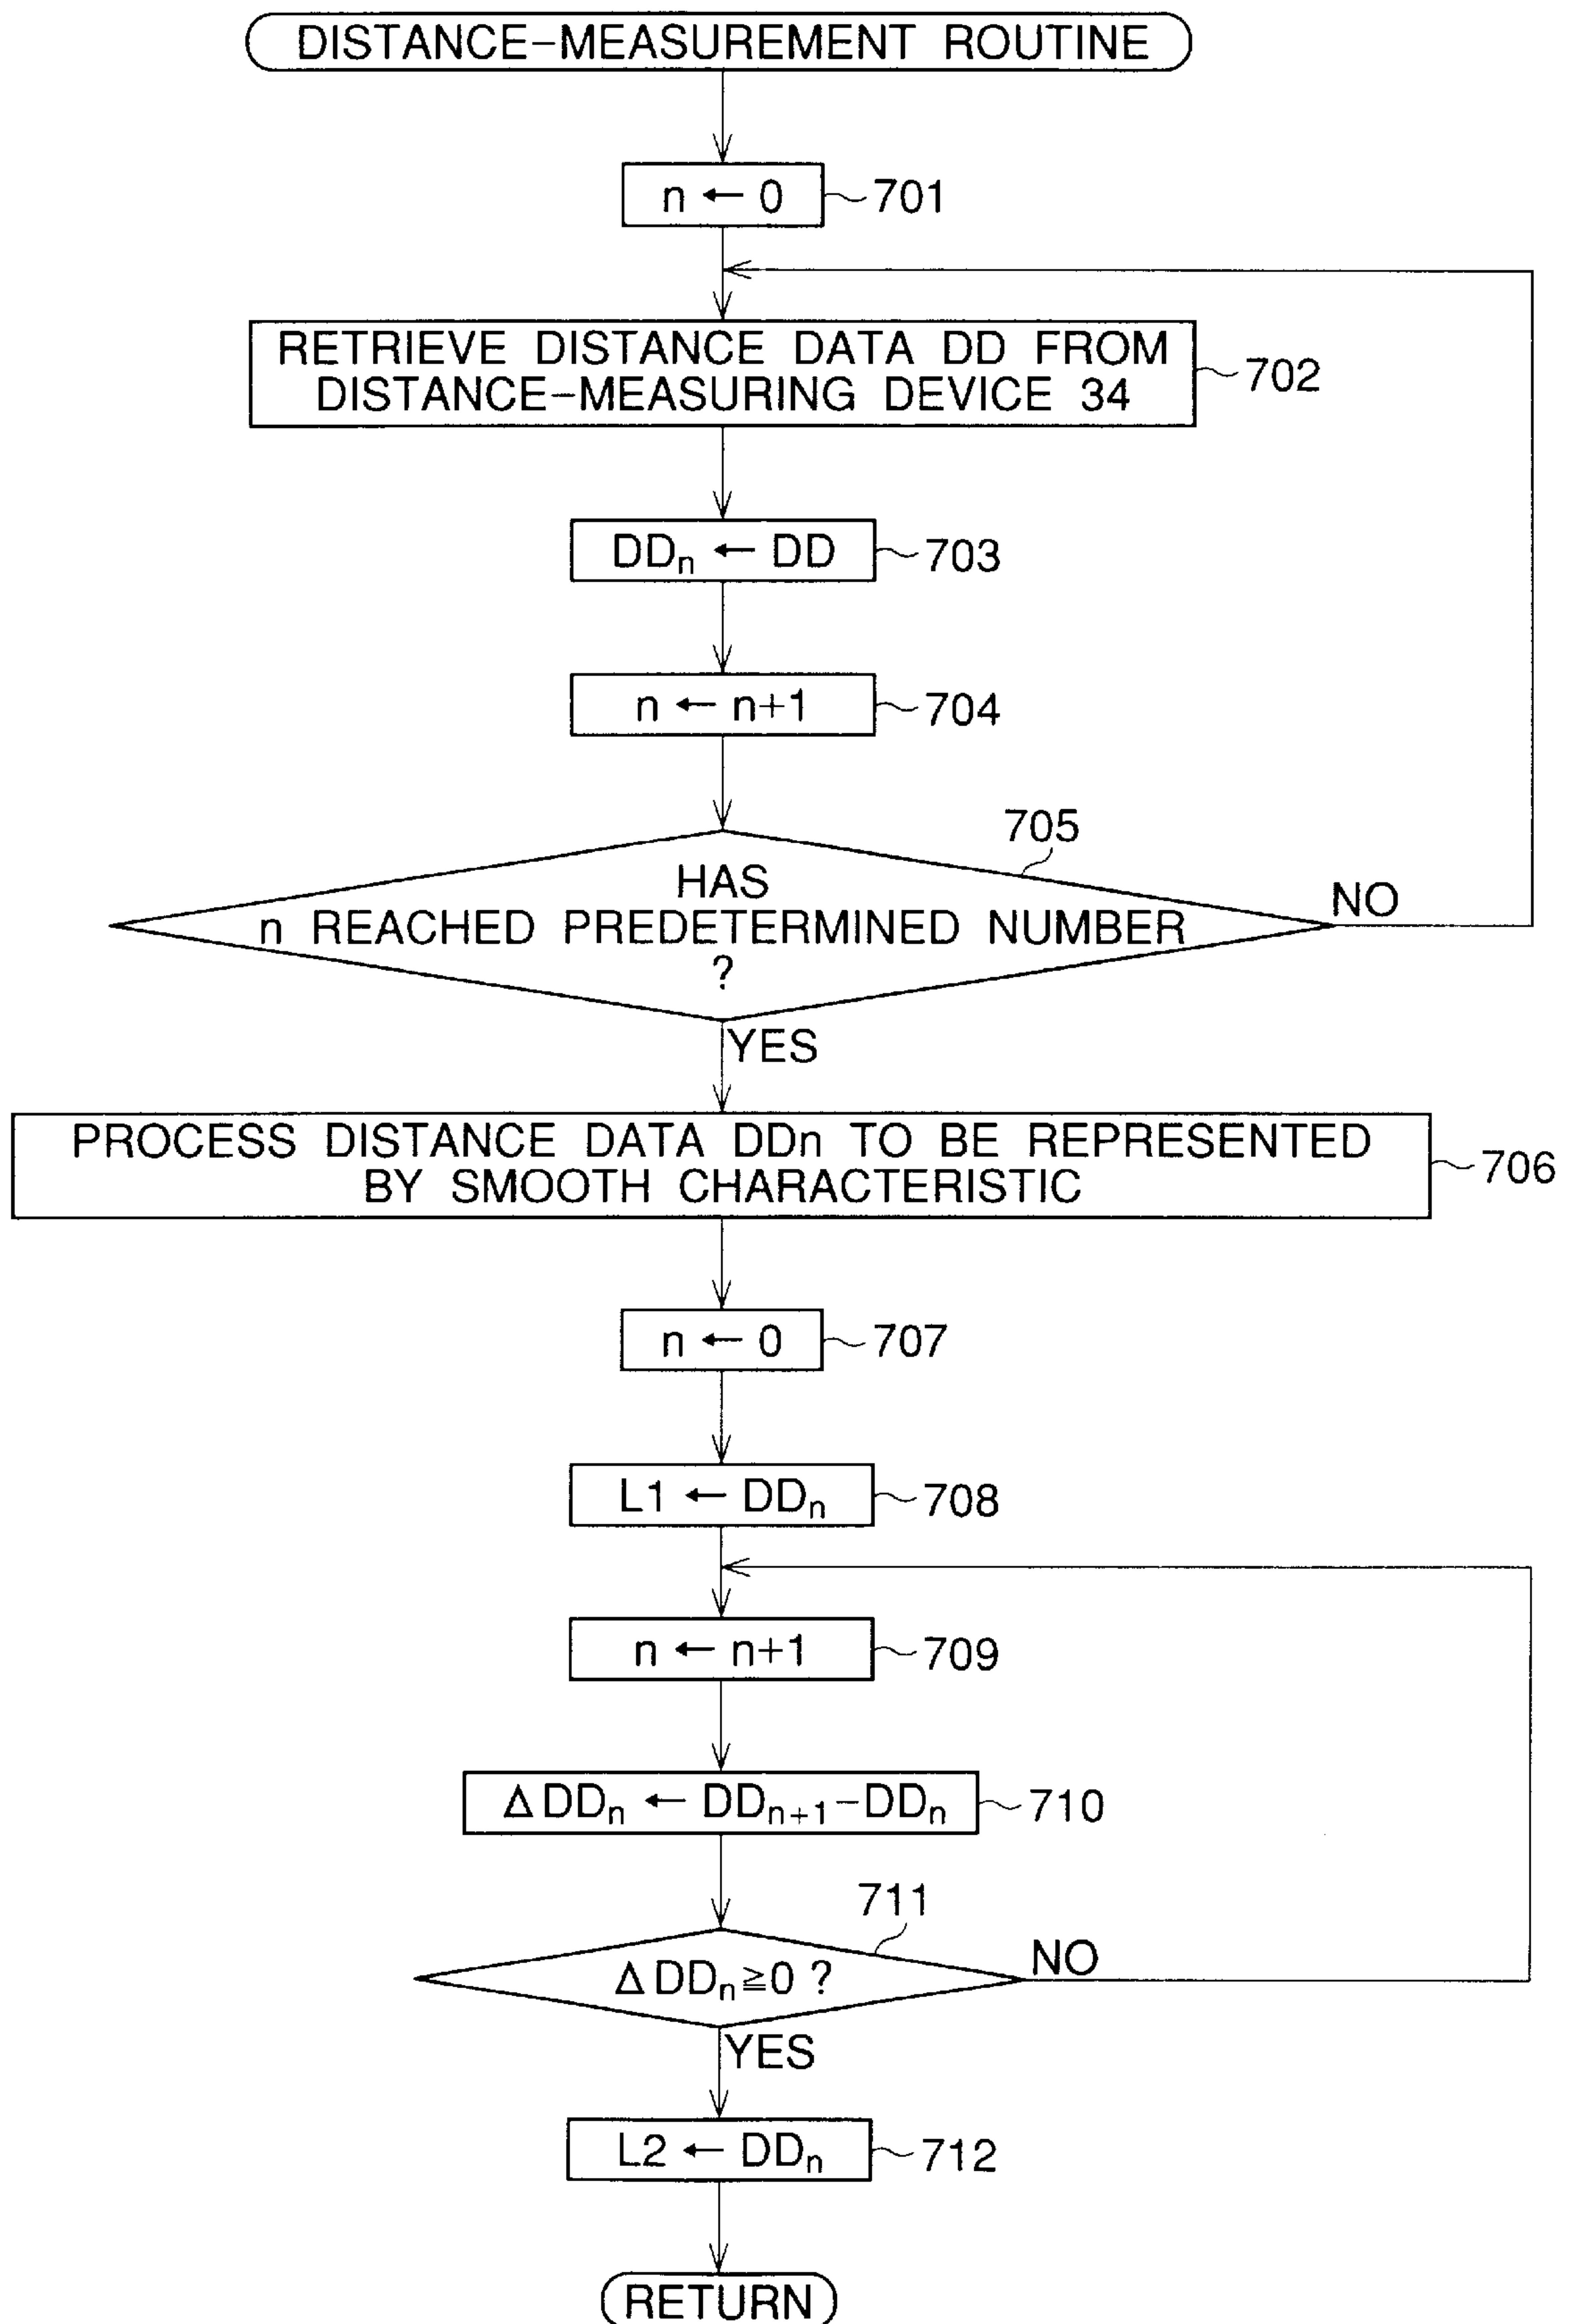 DISTANCE-MEASUREMENT ROUTINE
n ← 0
701
RETRIEVE DISTANCE DATA DD FROM
DISTANCE-MEASURING DEVICE 34
702
DDn ← DD
703
n ← n+1
704
705
HAS
n REACHED PREDETERMINED NUMBER
?
NO
YES
PROCESS DISTANCE DATA DDn TO BE REPRESENTED
BY SMOOTH CHARACTERISTIC
706
n ← 0
707
L1 ← DDn
708
n ← n+1
709
ΔDDn ← DDn+1-DDn
710
711
ΔDDn≧0 ?
NO
YES
L2 ← DDn
712
RETURN